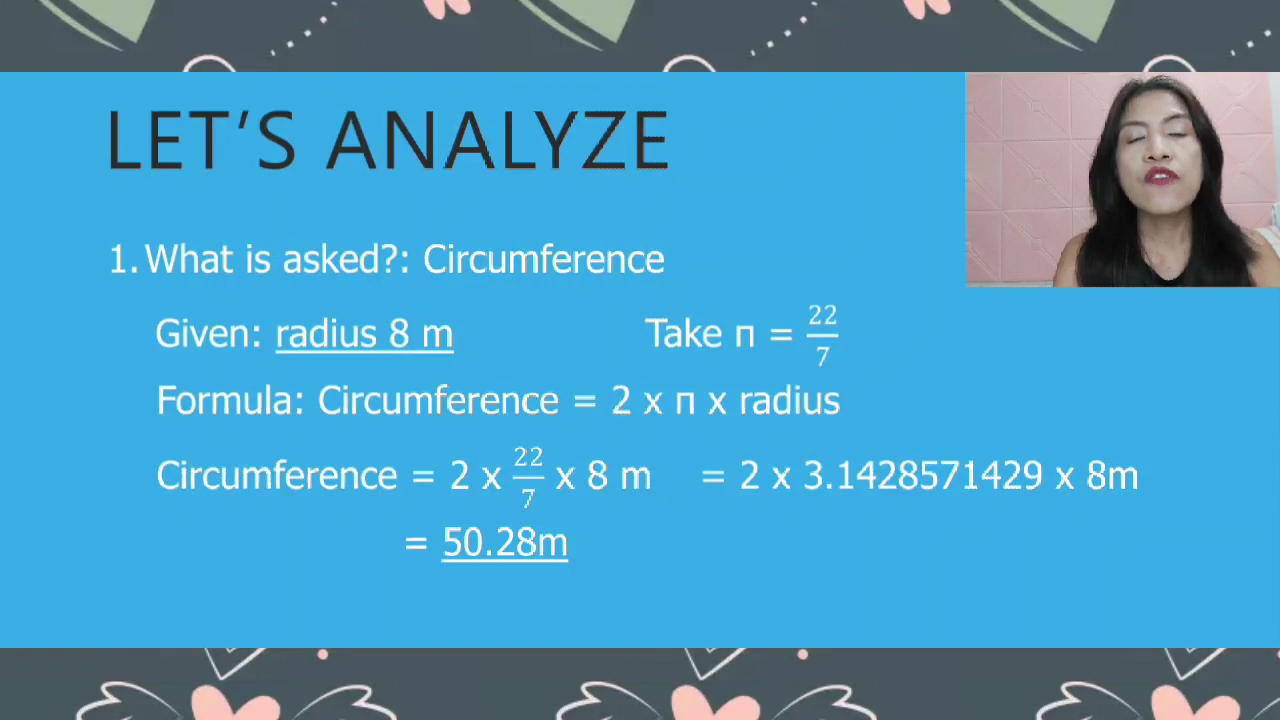 LET'S ANALYZE
1. What is asked?: Circumference
Given: radius 8 m Take π = 22/7
Formula: Circumference = 2 x π x radius
Circumference = 2 x 22/7 x 8 m = 2 x 3.1428571429 x 8m
= 50.28m